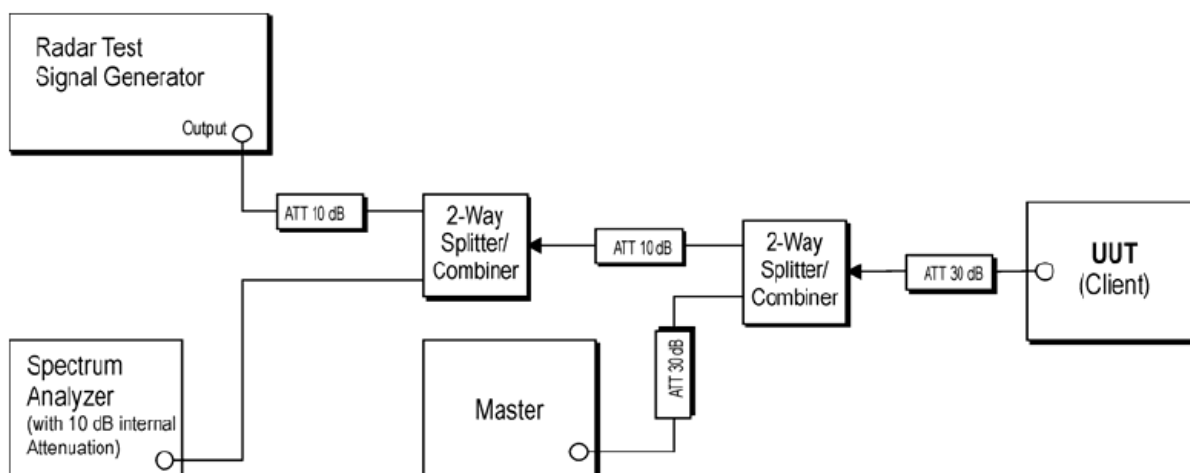 Radar Test
Signal Generator
Output
ATT 10 dB
2-Way
Splitter/
Combiner
ATT 10 dB
2-Way
Splitter/
Combiner
ATT 30 dB
UUT
(Client)
Spectrum
Analyzer
(with 10 dB internal
Attenuation)
Master
ATT 30 dB